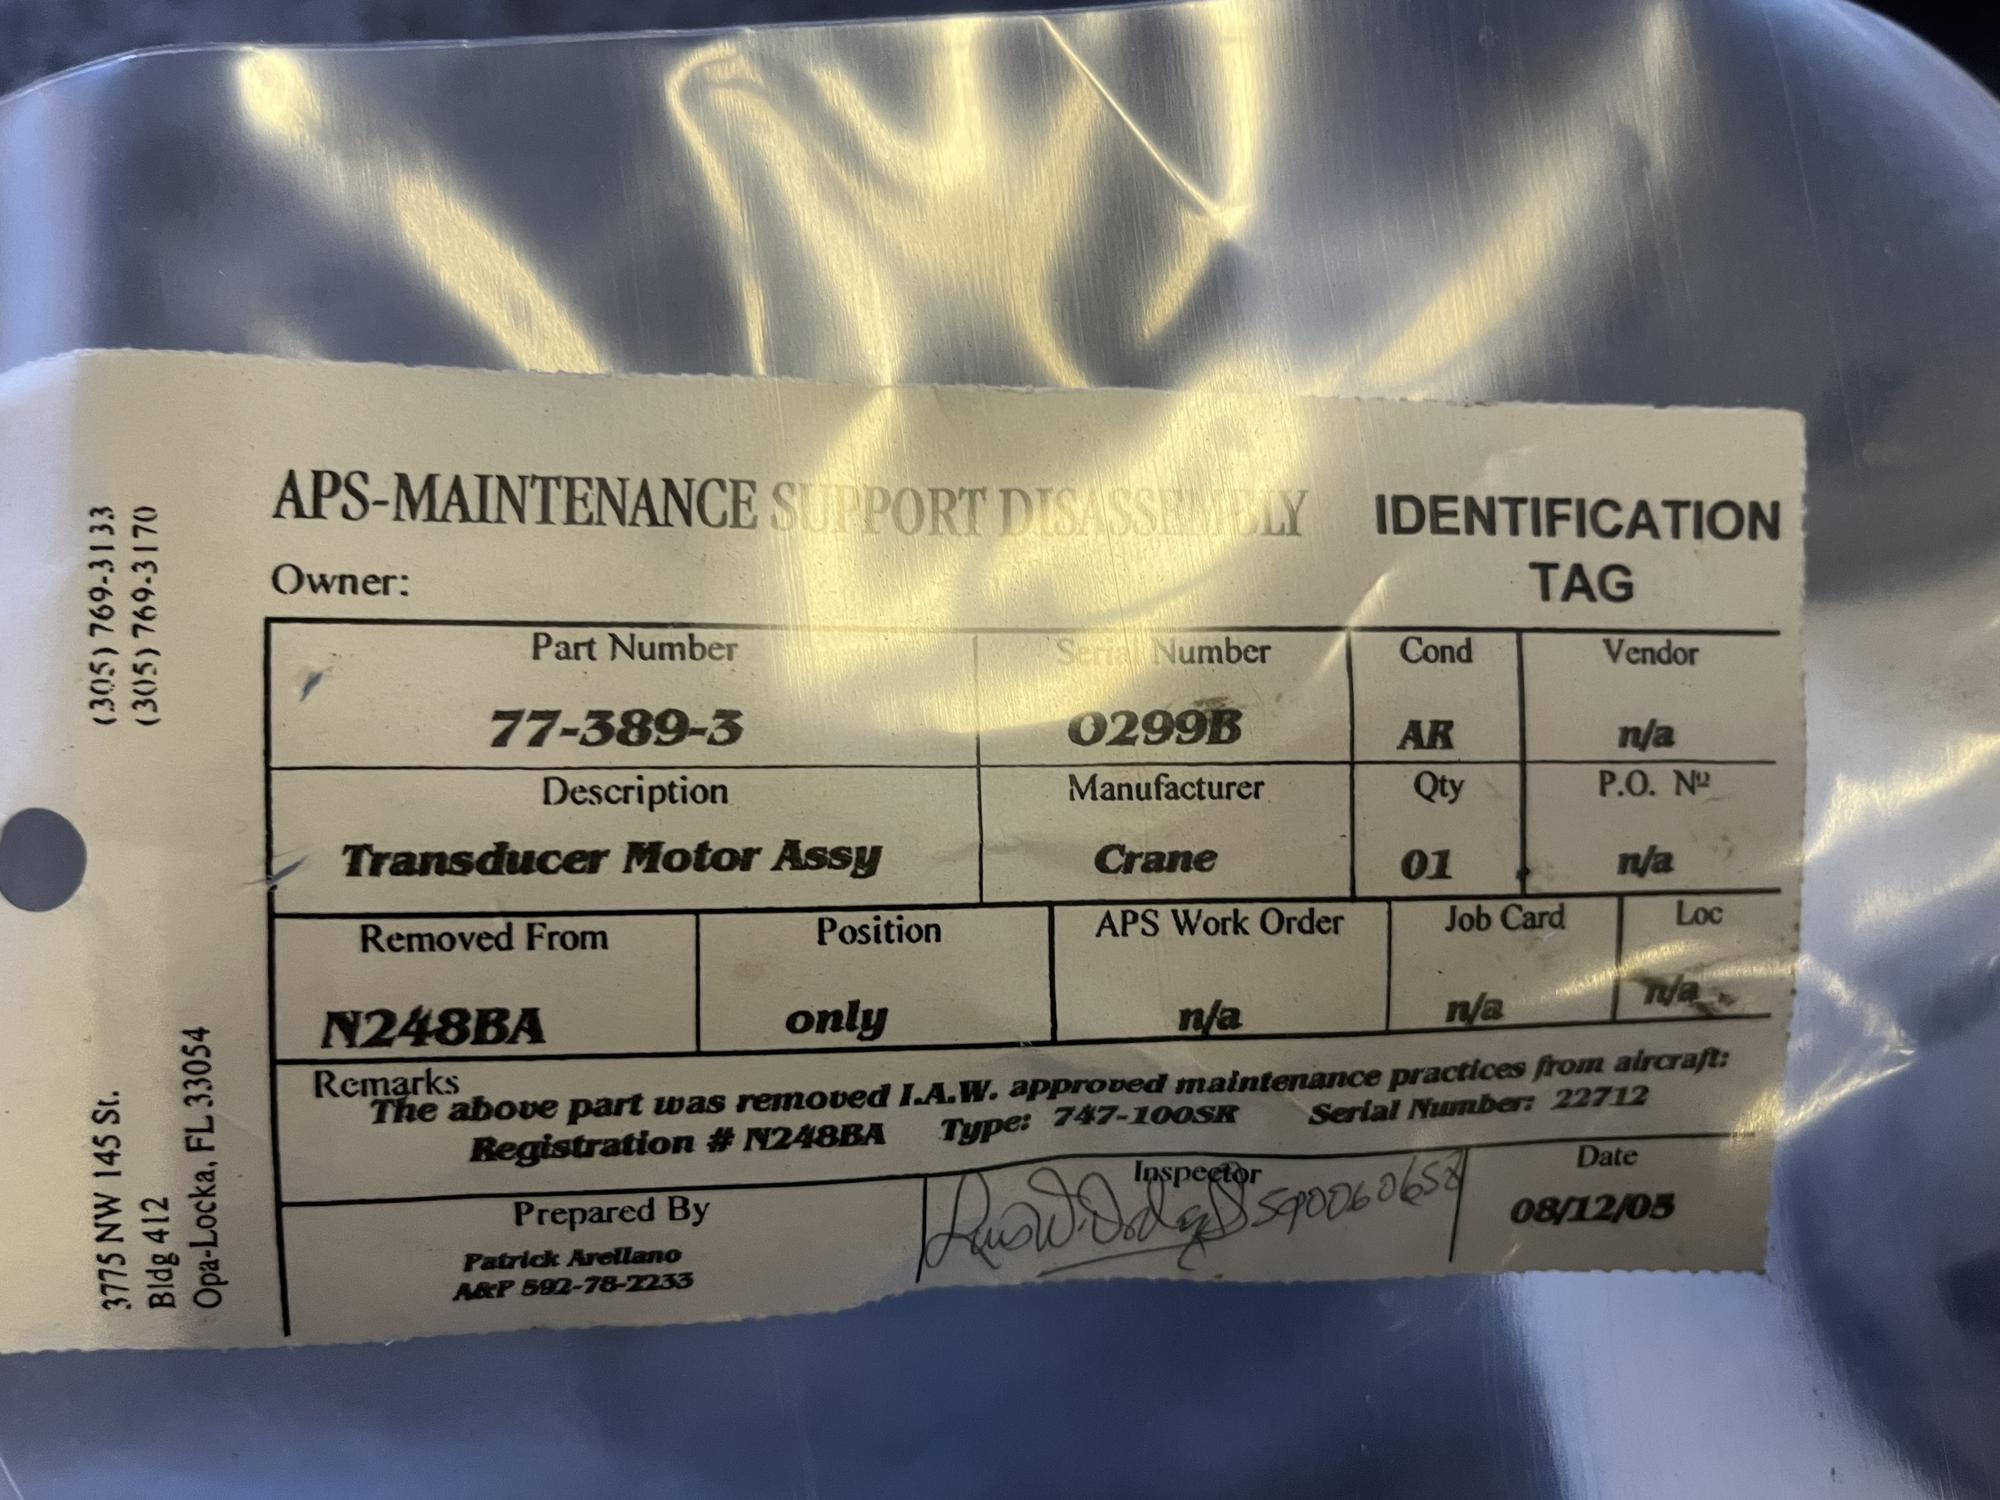 APS-MAINTENANCE SUPPORT DISASSEMBLY
IDENTIFICATION
TAG
Owner:
Part Number
77-389-3
Serial Number
0299B
Cond
AR
Vendor
n/a
Description
Transducer Motor Assy
Manufacturer
Crane
Qty
01
P.O. Nº
n/a
Removed From
N248BA
Position
only
APS Work Order
n/a
Job Card
n/a
Loc
n/a
Remarks
The above part was removed I.A.W. approved maintenance practices from aircraft:
Registration # N248BA Type: 747-100SR Serial Number: 22712
Prepared By
Patrick Arellano
A&P 592-78-2233
Inspector
Date
08/12/05
3775 NW 145 St.
Bldg 412
Opa-Locka, FL 33054
(305) 769-3133
(305) 769-3170